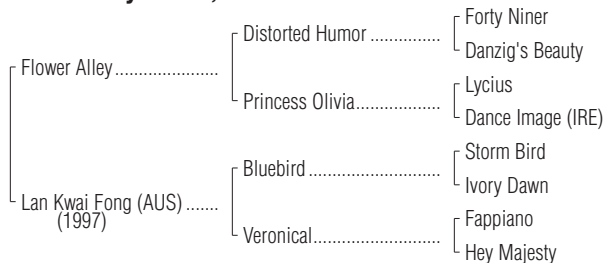 Forty Niner
Distorted Humor ................
Danzig's Beauty
Flower Alley.....................
Lycius
Princess Olivia.................
Dance Image (IRE)
Storm Bird
Bluebird ..........................
Ivory Dawn
Lan Kwai Fong (AUS) .......
(1997)
Fappiano
Veronical.........................
Hey Majesty